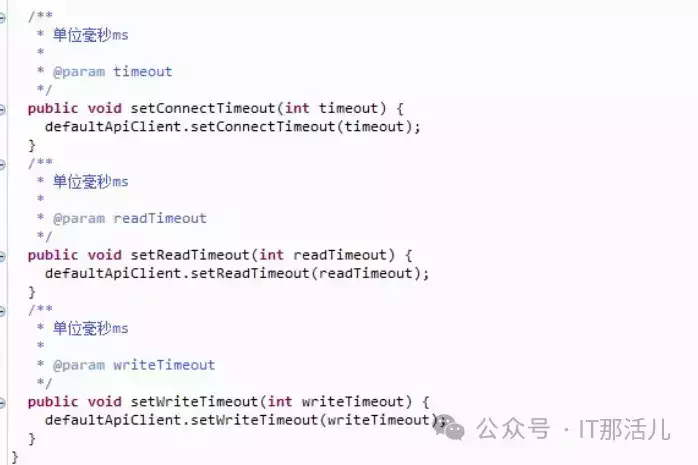 /**
 * 单位毫秒ms
 *
 * @param timeout
 */
public void setConnectTimeout(int timeout) {
  defaultApiClient.setConnectTimeout(timeout);
}
/**
 * 单位毫秒ms
 *
 * @param readTimeout
 */
public void setReadTimeout(int readTimeout) {
  defaultApiClient.setReadTimeout(readTimeout);
}
/**
 * 单位毫秒ms
 *
 * @param writeTimeout
 */
public void setWriteTimeout(int writeTimeout) {
  defaultApiClient.setWriteTimeout(writeTimeout);
}
}
公众号 · IT那活儿